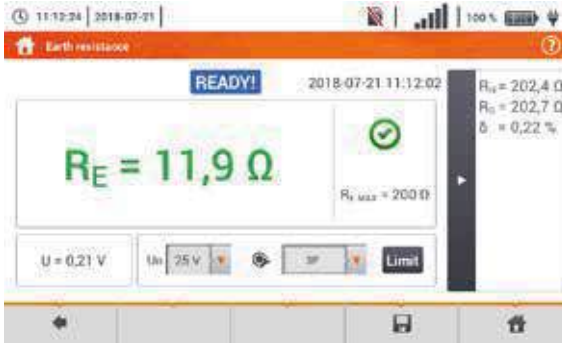 11:12:24 | 2018-07-21 | 100 %
Earth resistance
READY! 2018-07-21 11:12:02
RE = 11,9 Ω
RE MAX = 200 Ω
RH = 202,4 Ω
RS = 202,7 Ω
δ = 0,22 %
U = 0,21 V
Un 25 V
3P
Limit